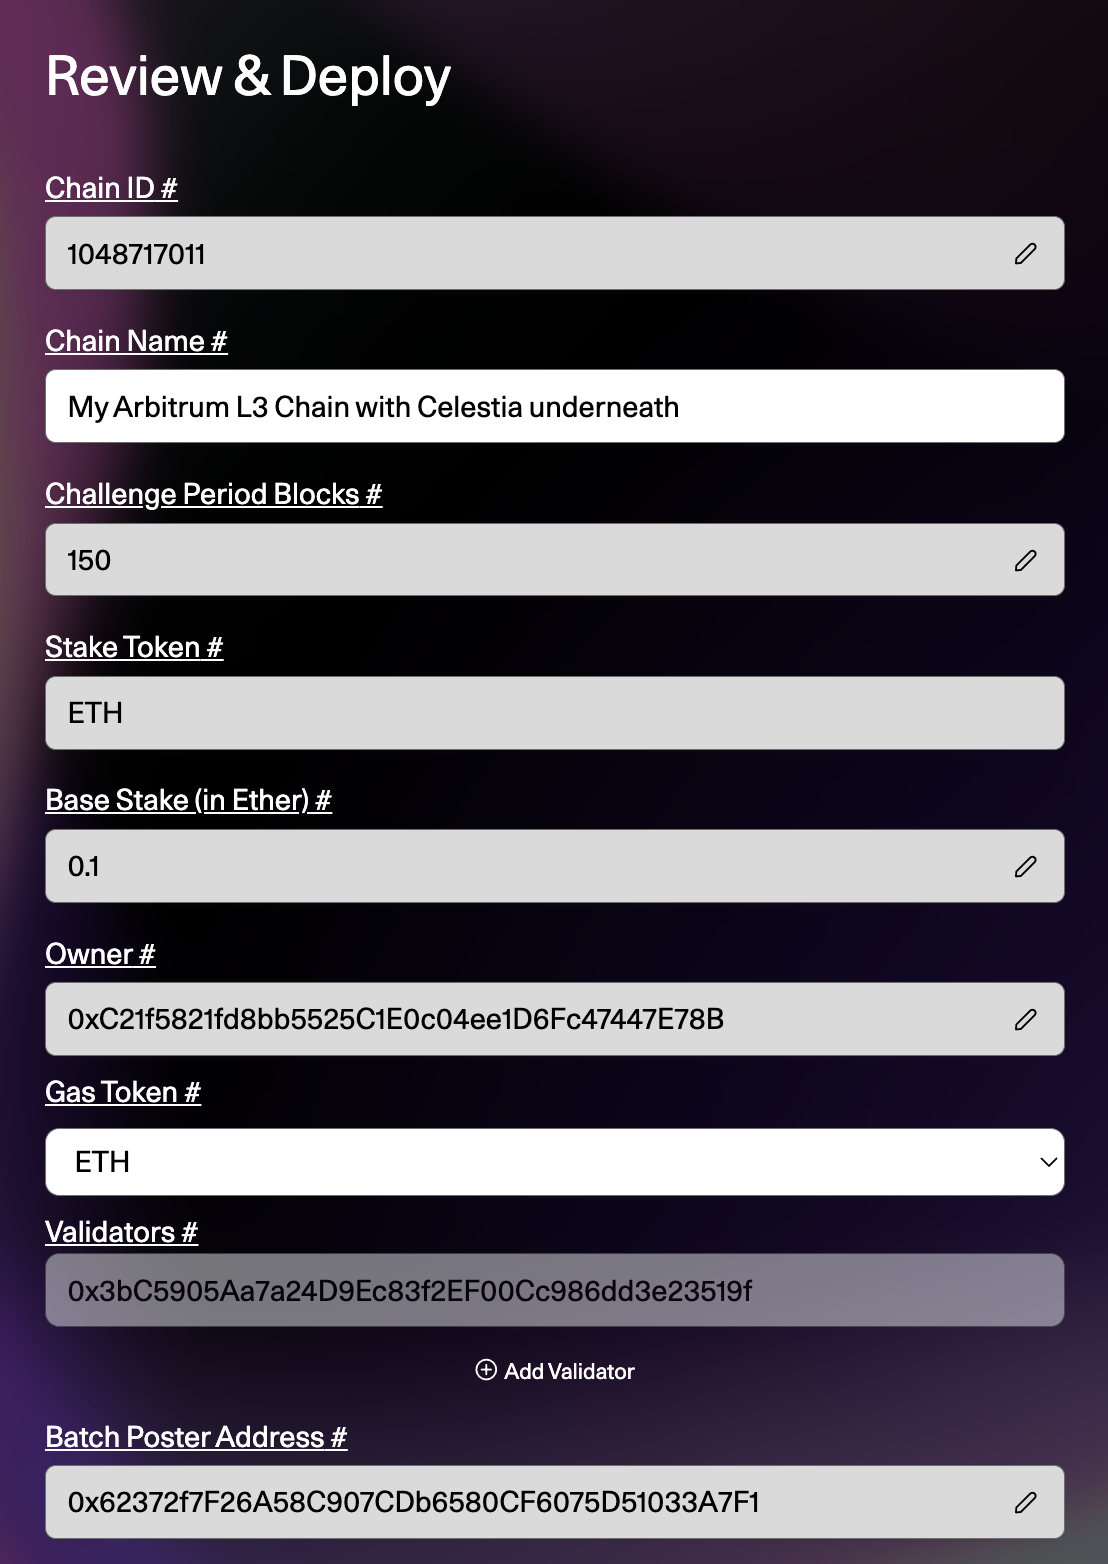 Review & Deploy
Chain ID #
1048717011
Chain Name #
My Arbitrum L3 Chain with Celestia underneath
Challenge Period Blocks #
150
Stake Token #
ETH
Base Stake (in Ether) #
0.1
Owner #
0xC21f5821fd8bb5525C1E0c04ee1D6Fc47447E78B
Gas Token #
ETH
Validators #
0x3bC5905Aa7a24D9Ec83f2EF00Cc986dd3e23519f
Add Validator
Batch Poster Address #
0x62372f7F26A58C907CDb6580CF6075D51033A7F1